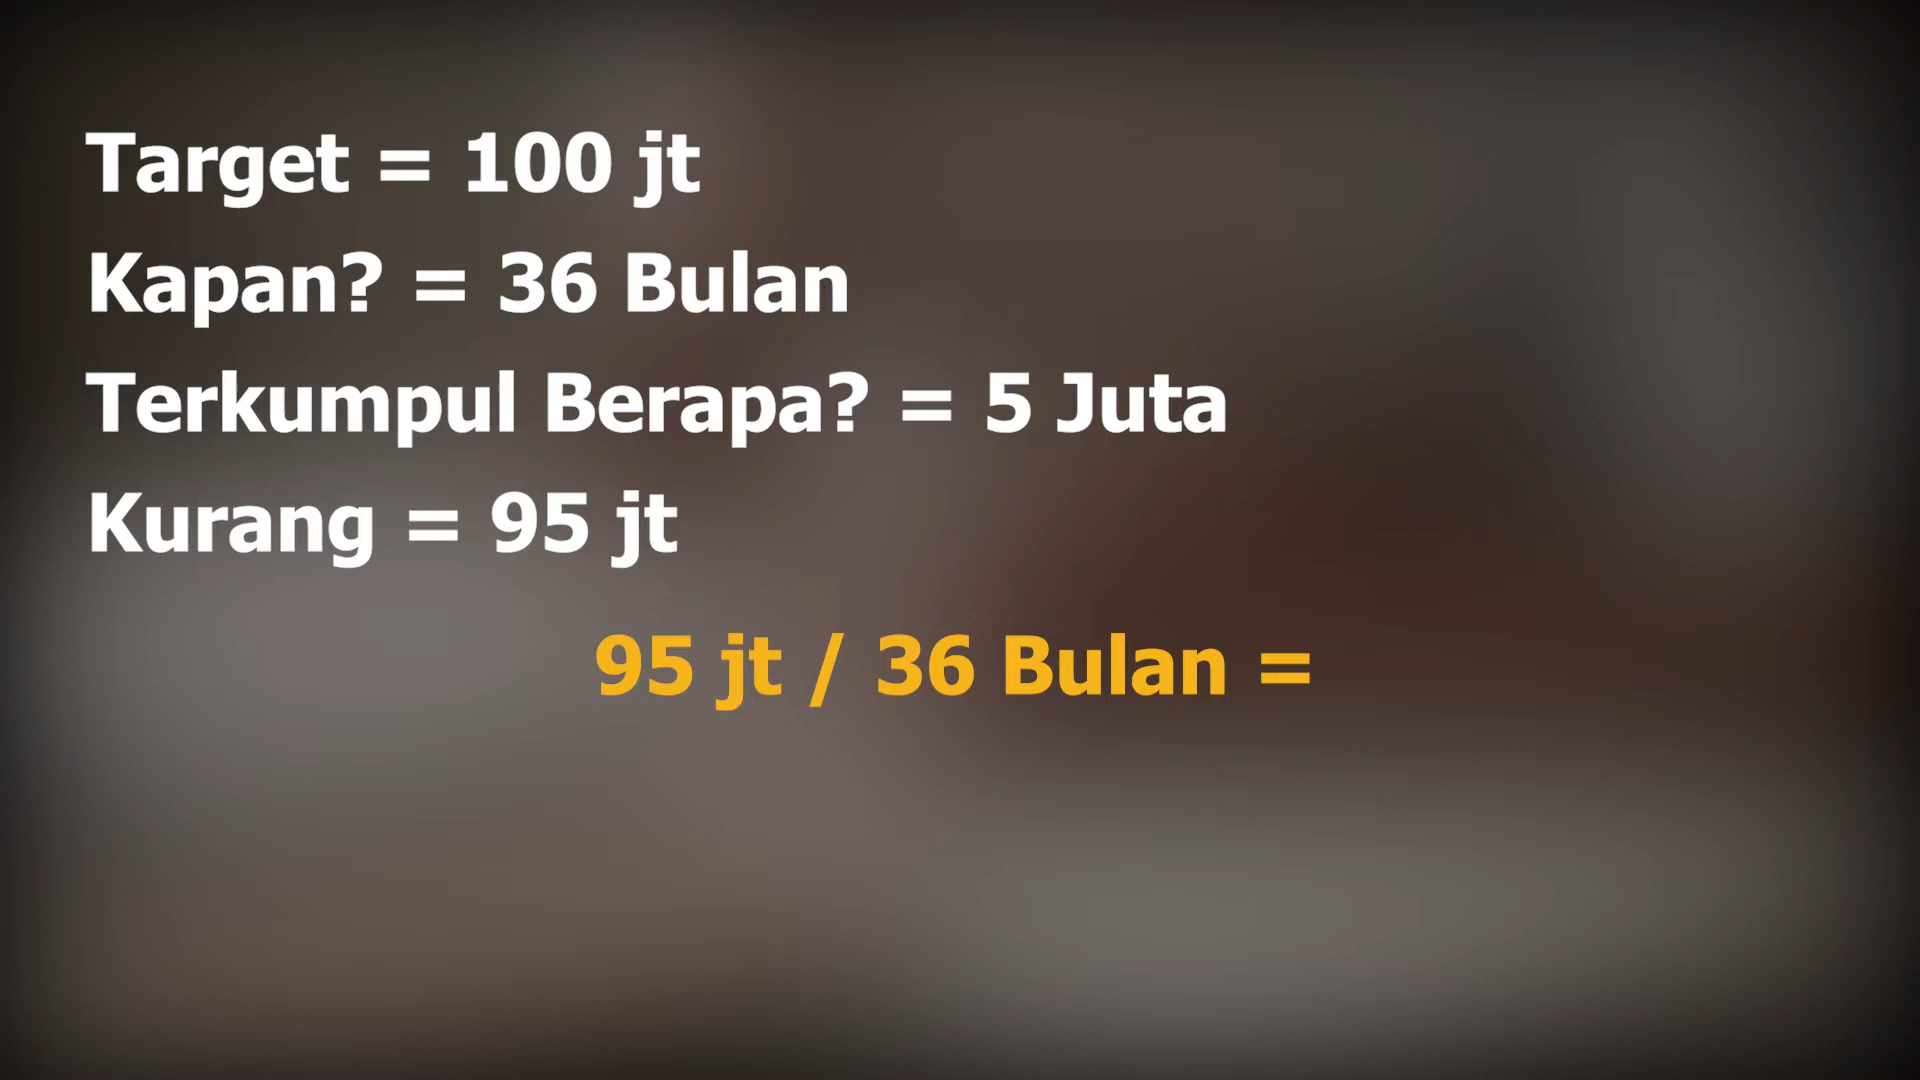 Target = 100 jt
Kapan? = 36 Bulan
Terkumpul Berapa? = 5 Juta
Kurang = 95 jt
95 jt / 36 Bulan =